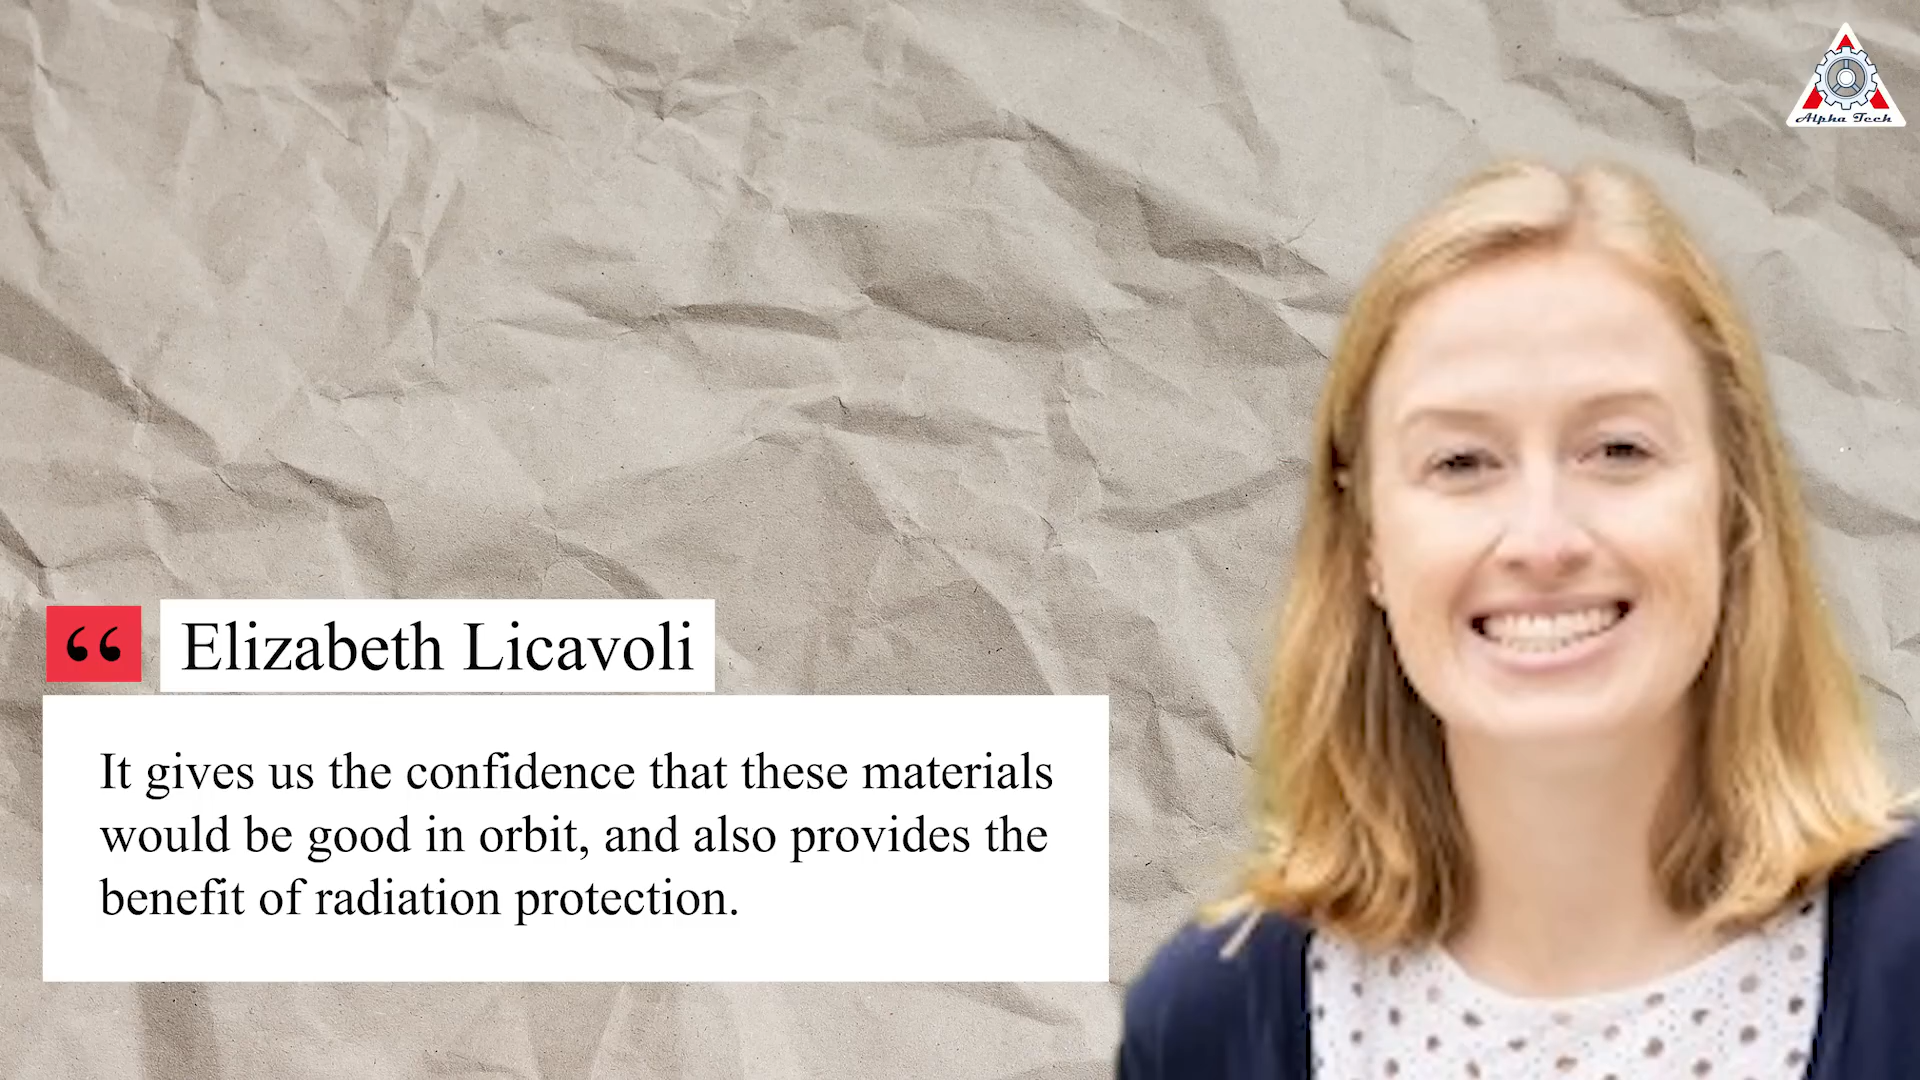 Alpha Tech
“
Elizabeth Licavoli
It gives us the confidence that these materials
would be good in orbit, and also provides the
benefit of radiation protection.